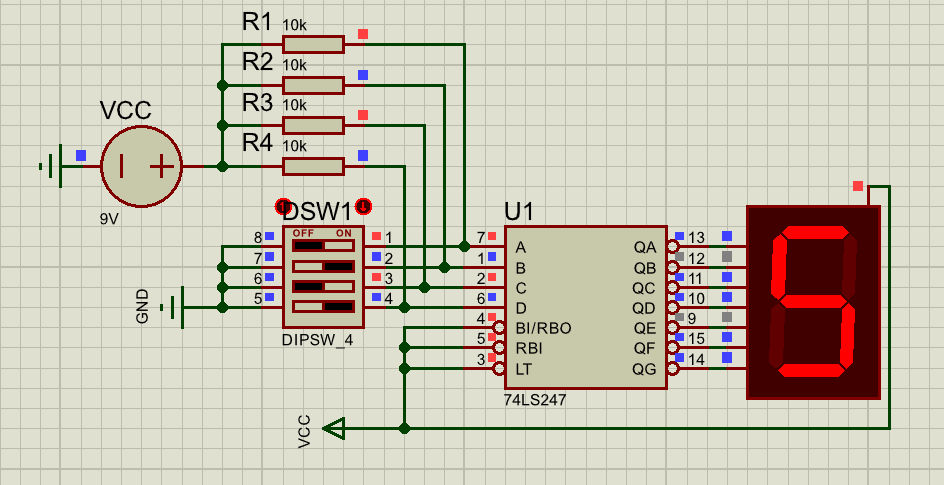 R1 10k
R2 10k
R3 10k
R4 10k
VCC
9V
DSW1
OFF ON
8 1
7 2
6 3
5 4
GND
DIPSW_4
U1
7 A QA 13
1 B QB 12
2 C QC 11
6 D QD 10
4 BI/RBO QE 9
5 RBI QF 15
3 LT QG 14
74LS247
VCC
5